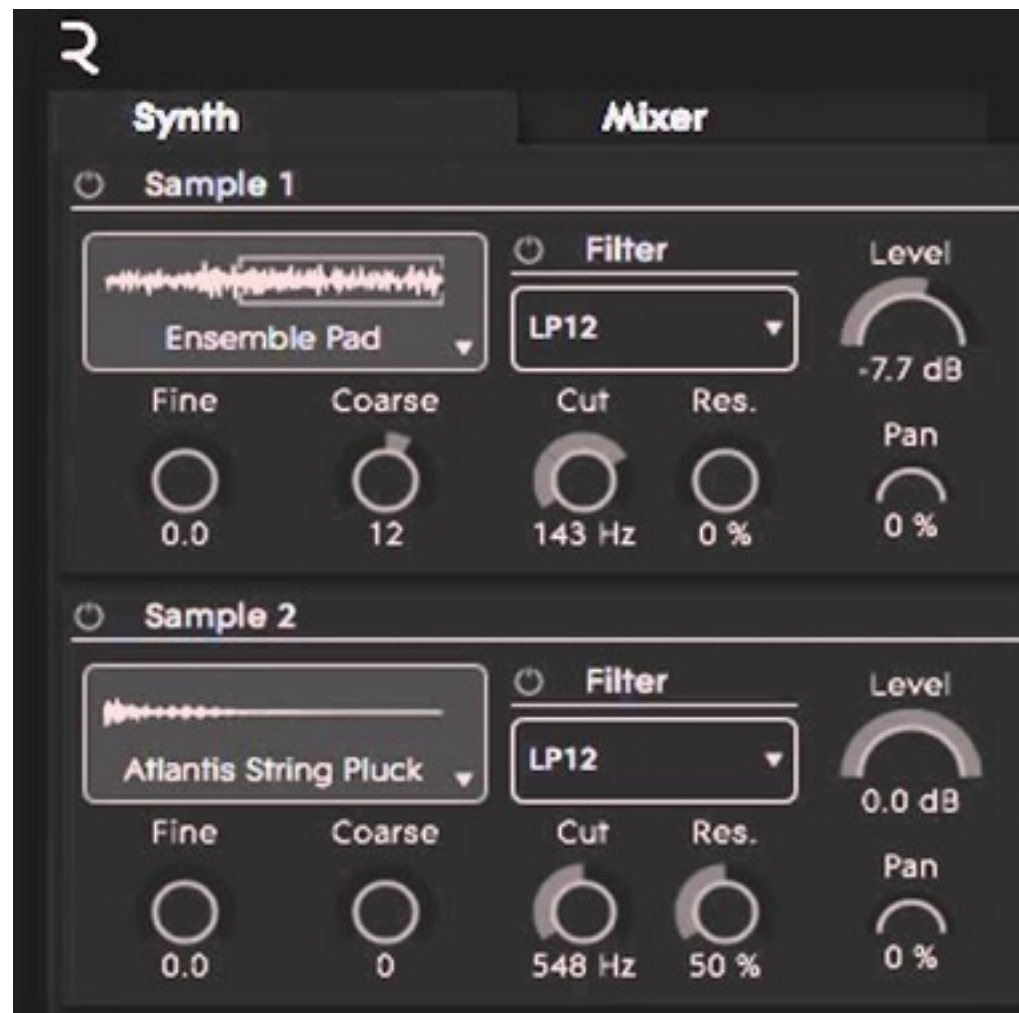 Synth Mixer
Sample 1
Filter
Level
LP12
Ensemble Pad
-7.7 dB
Fine Coarse Cut Res.
Pan
0.0 12 143 Hz 0 %
0 %
Sample 2
Filter
Level
LP12
Atlantis String Pluck
0.0 dB
Fine Coarse Cut Res.
Pan
0.0 0 548 Hz 50 %
0 %